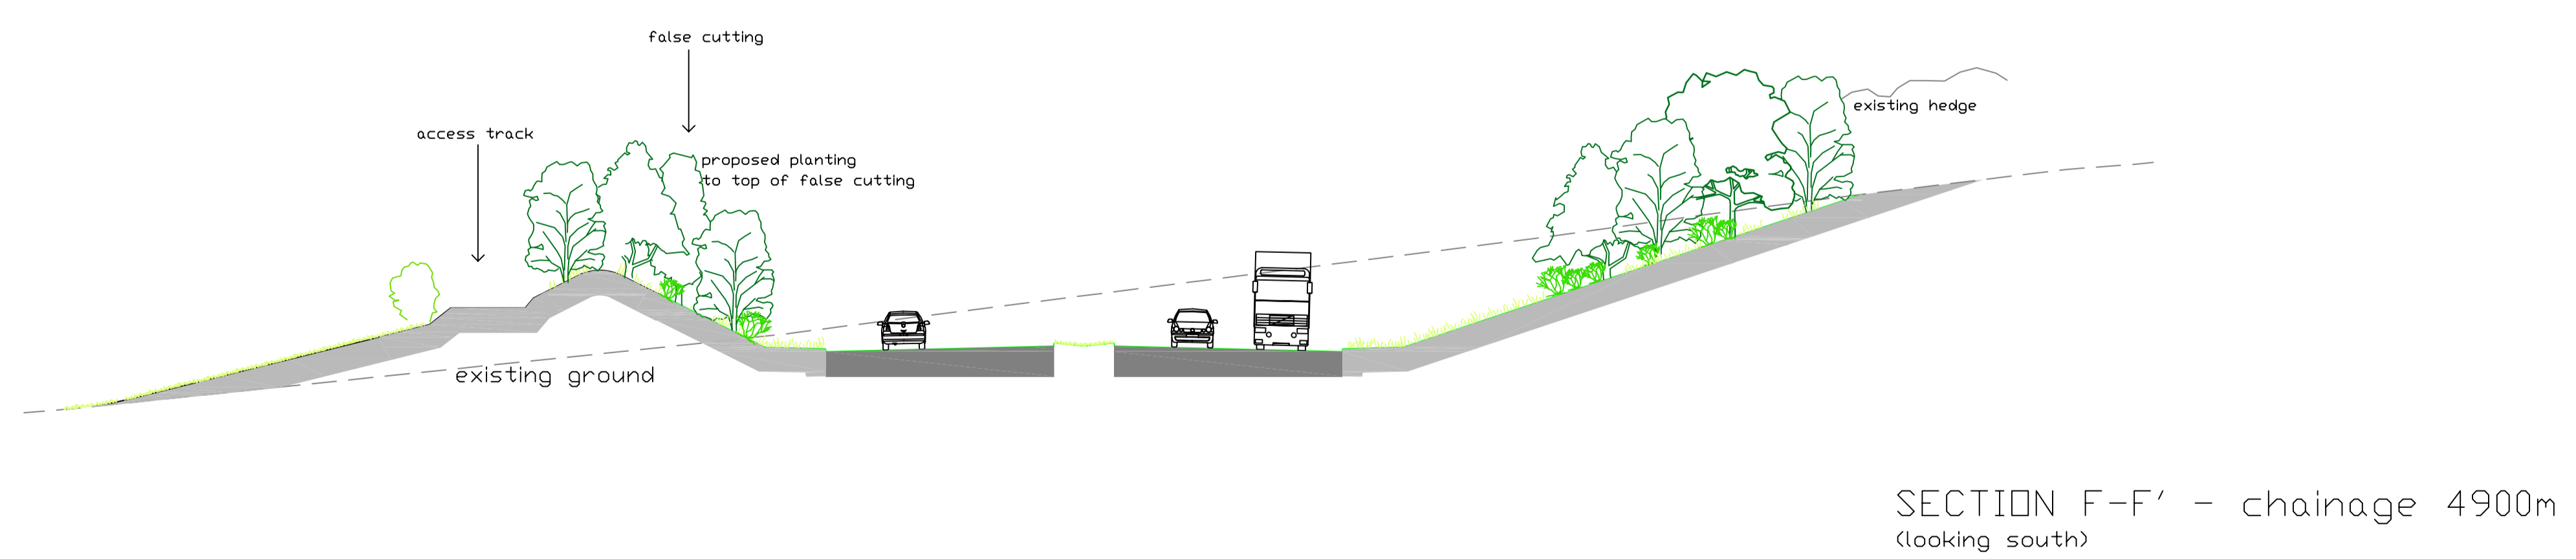 false cutting
access track
proposed planting
to top of false cutting
existing hedge
existing ground
SECTION F-F' - chainage 4900m
(looking south)